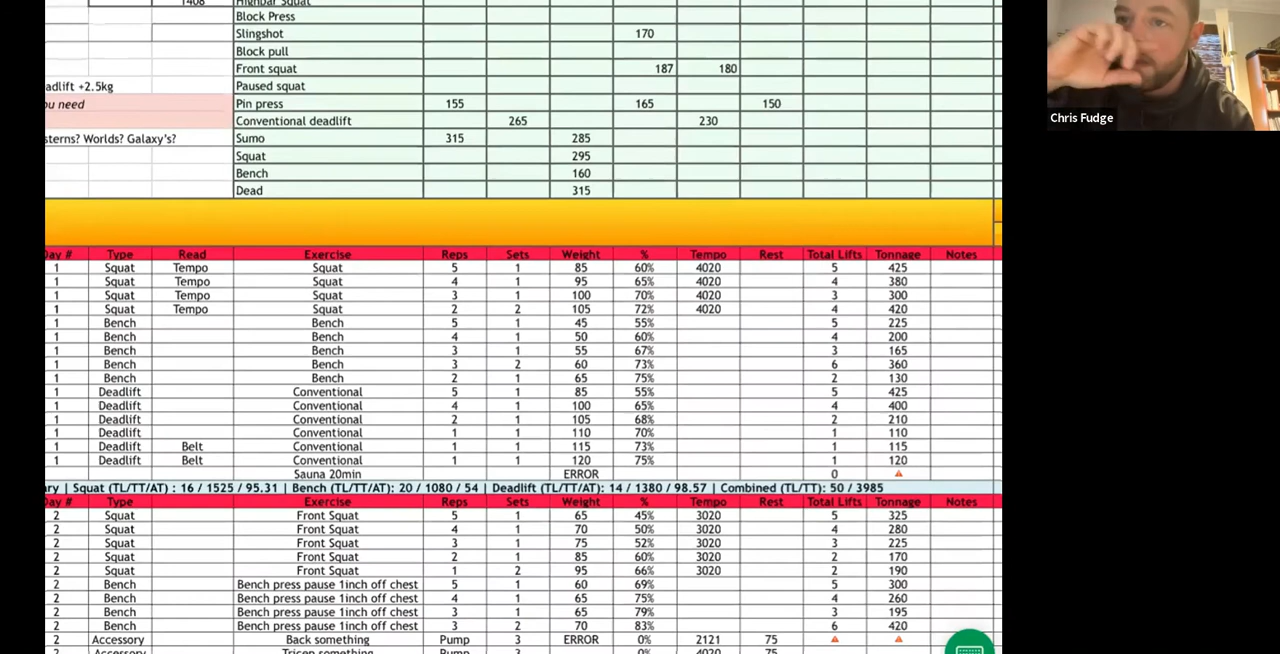 1408 Highbar Squat
Block Press
Slingshot 170
Block pull
Front squat 187 180
adlift +2.5kg Paused squat
ou need Pin press 155 165 150
Conventional deadlift 265 230
sterns? Worlds? Galaxy's? Sumo 315 285
Squat 295
Bench 160
Dead 315
Day # Type Read Exercise Reps Sets Weight % Tempo Rest Total Lifts Tonnage Notes
1 Squat Tempo Squat 5 1 85 60% 4020 5 425
1 Squat Tempo Squat 4 1 95 65% 4020 4 380
1 Squat Tempo Squat 3 1 100 70% 4020 3 300
1 Squat Tempo Squat 2 2 105 72% 4020 4 420
1 Bench Bench 5 1 45 55% 5 225
1 Bench Bench 4 1 50 60% 4 200
1 Bench Bench 3 1 55 67% 3 165
1 Bench Bench 3 2 60 73% 6 360
1 Bench Bench 2 1 65 75% 2 130
1 Deadlift Conventional 5 1 85 55% 5 425
1 Deadlift Conventional 4 1 100 65% 4 400
1 Deadlift Conventional 2 1 105 68% 2 210
1 Deadlift Conventional 1 1 110 70% 1 110
1 Deadlift Belt Conventional 1 1 115 73% 1 115
1 Deadlift Belt Conventional 1 1 120 75% 1 120
Sauna 20min ERROR 0
ry | Squat (TL/TT/AT) : 16 / 1525 / 95.31 | Bench (TL/TT/AT): 20 / 1080 / 54 | Deadlift (TL/TT/AT): 14 / 1380 / 98.57 | Combined (TL/TT): 50 / 3985
Day # Type Exercise Reps Sets Weight % Tempo Rest Total Lifts Tonnage Notes
2 Squat Front Squat 5 1 65 45% 3020 5 325
2 Squat Front Squat 4 1 70 50% 3020 4 280
2 Squat Front Squat 3 1 75 52% 3020 3 225
2 Squat Front Squat 2 1 85 60% 3020 2 170
2 Squat Front Squat 1 2 95 66% 3020 2 190
2 Bench Bench press pause 1inch off chest 5 1 60 69% 5 300
2 Bench Bench press pause 1inch off chest 4 1 65 75% 4 260
2 Bench Bench press pause 1inch off chest 3 1 65 79% 3 195
2 Bench Bench press pause 1inch off chest 3 2 70 83% 6 420
2 Accessory Back something Pump 3 ERROR 0% 2121 75
2 Accessory Tricep something Pump 3 0% 4020 75
Chris Fudge